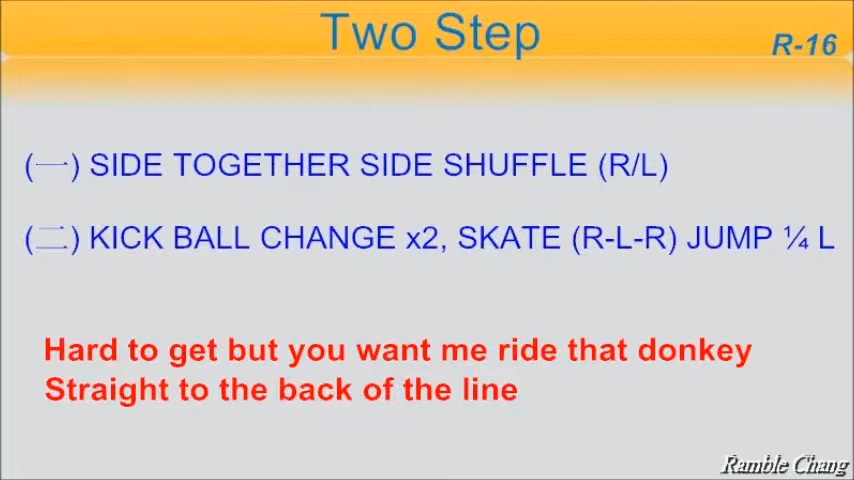 Two Step
R-16
(一) SIDE TOGETHER SIDE SHUFFLE (R/L)
(二) KICK BALL CHANGE x2, SKATE (R-L-R) JUMP ¼ L
Hard to get but you want me ride that donkey
Straight to the back of the line
Ramble Chang